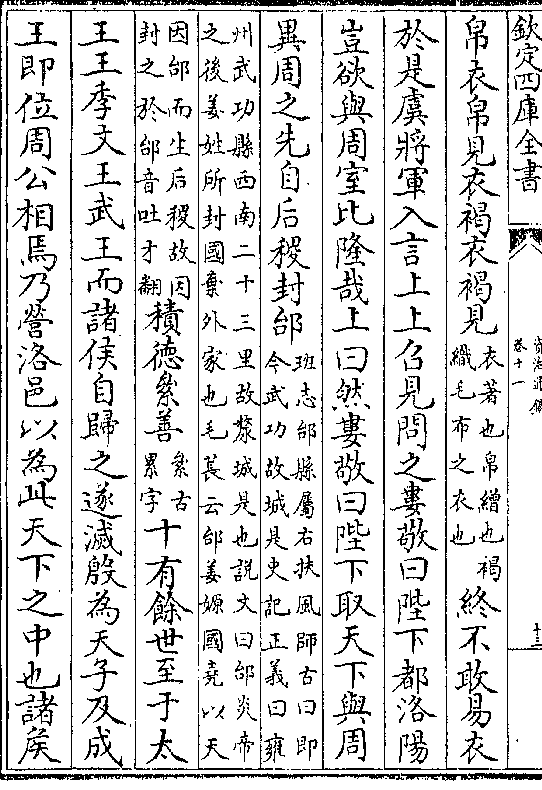 欽定四庫全書
資治通鑑
卷十一
十三
帛衣帛見衣褐衣褐見
衣著也帛繒也褐
織毛布之衣也
終不敢易衣
於是虞將軍入言上上召見問之婁敬曰陛下都洛陽
豈欲與周室比隆哉上曰然婁敬曰陛下取天下與周
異周之先自后稷封邰
班志邰縣屬右扶風師古曰即
今武功故城是史記正義曰雍
州武功縣西南二十三里故斄城是也説文曰邰炎帝
之後姜姓所封國棄外家也毛萇云邰姜嫄國堯以天
因邰而生后稷故因
封之於邰音吐才翻
積德絫善
絫古
累字
十有餘世至于太
王王季文王武王而諸侯自歸之遂滅殷為天子及成
王即位周公相焉乃營洛邑以為此天下之中也諸侯